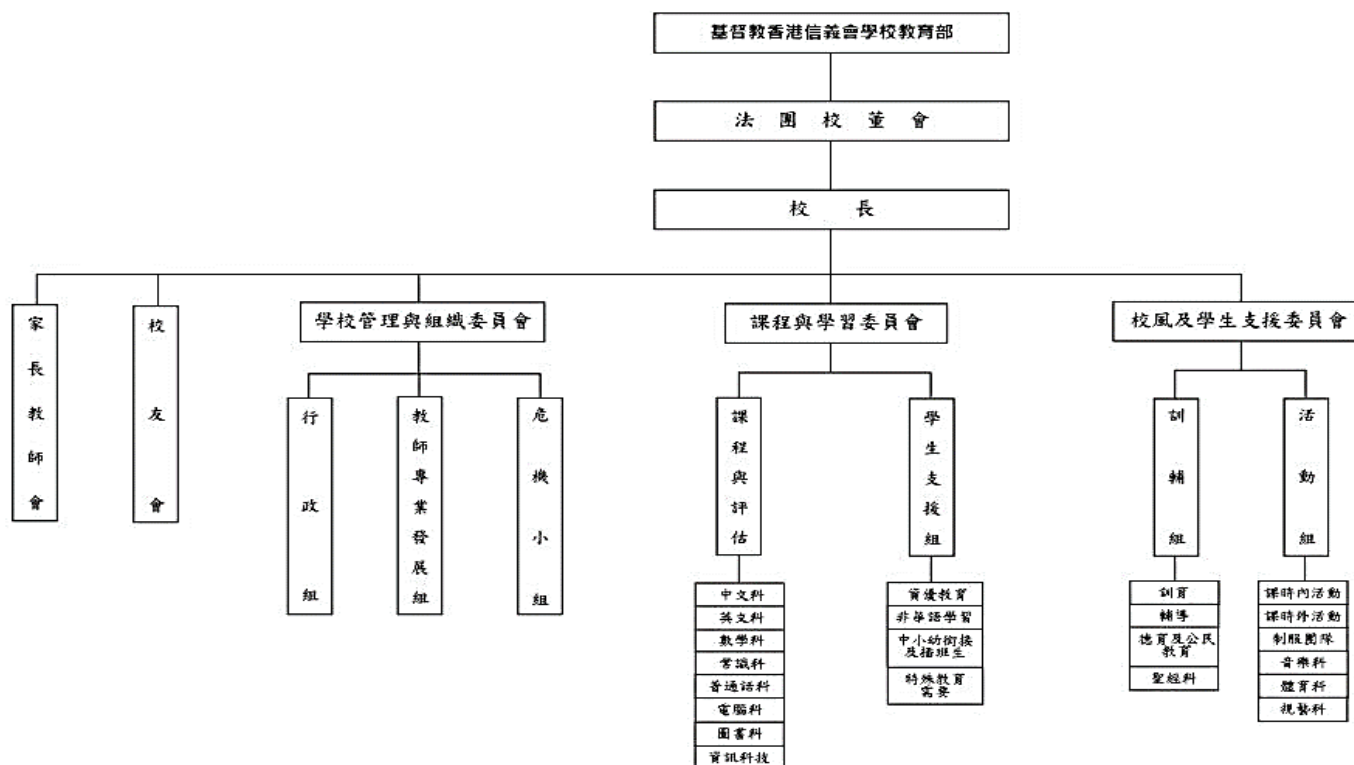 基督教香港信義會學校教育部
法團校董會
校長
家長教師會
校友會
學校管理與組織委員會
行政組
教師專業發展組
危機小組
課程與學習委員會
課程與評估
中文科
英文科
數學科
常識科
普通話科
電腦科
圖書科
資訊科技
學生支援組
資優教育
非華語學習
中小幼銜接
及插班生
特殊教育
需要
校風及學生支援委員會
訓輔組
訓育
輔導
德育及公民
教育
聖經科
活動組
課時內活動
課時外活動
制服團隊
音樂科
體育科
視藝科